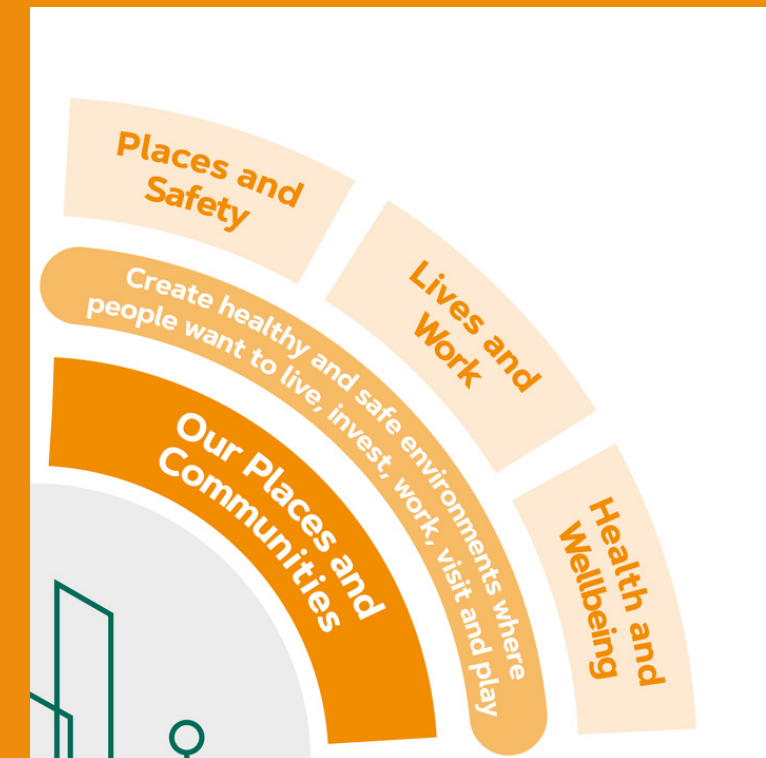 Places and
Safety
Lives and
Work
Health and
Wellbeing
Create healthy and safe environments where
people want to live, invest, work, visit and play
Our Places and
Communities